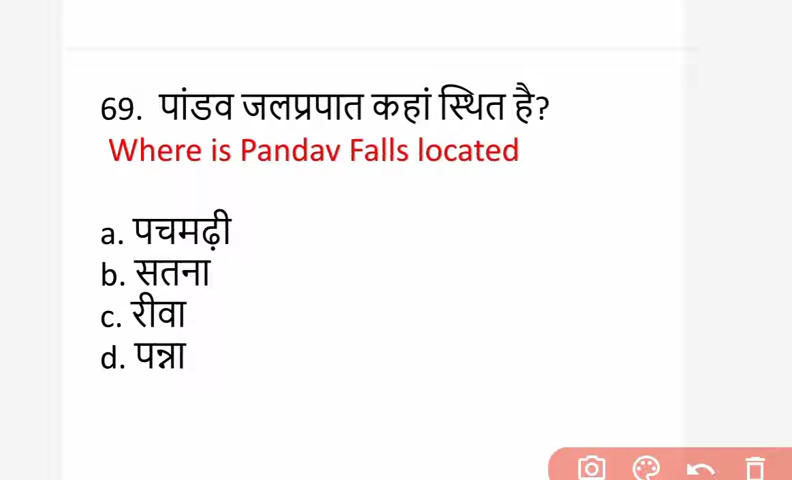 69. पांडव जलप्रपात कहां स्थित है?
Where is Pandav Falls located
a. पचमढ़ी
b. सतना
c. रीवा
d. पन्ना